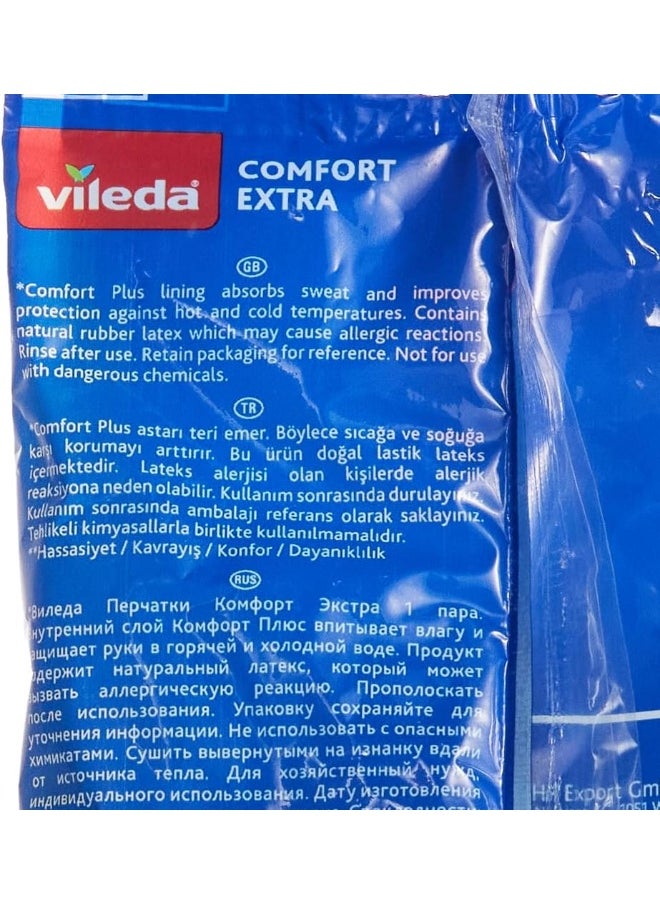 vileda®
COMFORT
EXTRA
GB
*Comfort Plus lining absorbs sweat and improves
protection against hot and cold temperatures. Contains
natural rubber latex which may cause allergic reactions.
Rinse after use. Retain packaging for reference. Not for use
with dangerous chemicals.
TR
*Comfort Plus astarı teri emer. Böylece sıcağa ve soğuğa
karşı korumayı arttırır. Bu ürün doğal lastik lateks
içermektedir. Lateks alerjisi olan kişilerde alerjik
reaksiyona neden olabilir. Kullanım sonrasında durulayınız.
Kullanım sonrasında ambalajı referans olarak saklayınız.
Tehlikeli kimyasallarla birlikte kullanılmamalıdır.
**Hassasiyet / Kavrayış / Konfor / Dayanıklılık
RUS
*Виледа Перчатки Комфорт Экстра 1 пара.
Внутренний слой Комфорт Плюс впитывает влагу и
защищает руки в горячей и холодной воде. Продукт
содержит натуральный латекс, который может
вызвать аллергическую реакцию. Прополоскать
после использования. Упаковку сохраняйте для
уточнения информации. Не использовать с опасными
химикатами. Сушить вывернутыми на изнанку вдали
от источника тепла. Для хозяйственный нужд,
индивидуального использования. Дату изготовления
Export Gm
1051 W